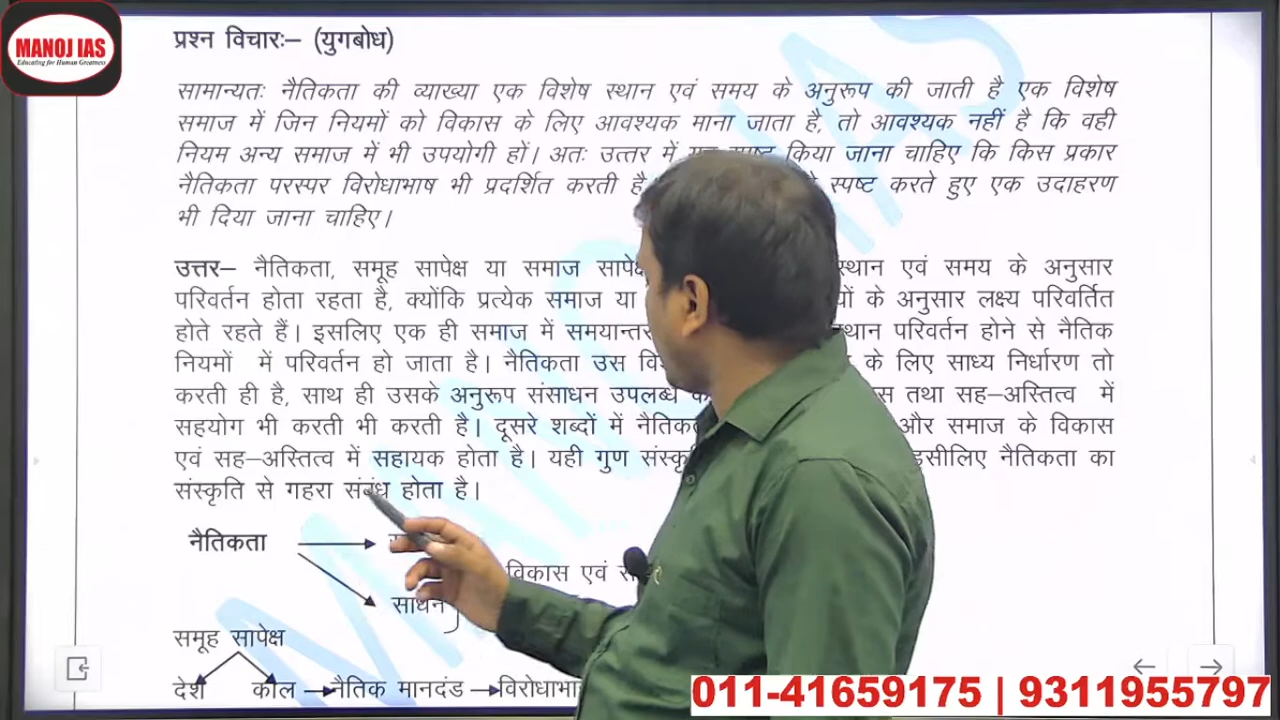 MANOJ IAS
Educating for Human Greatness
प्रश्न विचारः– (युगबोध)
सामान्यतः नैतिकता की व्याख्या एक विशेष स्थान एवं समय के अनुरूप की जाती है एक विशेष
समाज में जिन नियमों को विकास के लिए आवश्यक माना जाता है, तो आवश्यक नहीं है कि वही
नियम अन्य समाज में भी उपयोगी हों। अतः उत्तर में स्पष्ट किया जाना चाहिए कि किस प्रकार
नैतिकता परस्पर विरोधाभाष भी प्रदर्शित करती है स्पष्ट करते हुए एक उदाहरण
भी दिया जाना चाहिए।
उत्तर– नैतिकता, समूह सापेक्ष या समाज स्थान एवं समय के अनुसार
परिवर्तन होता रहता है, क्योंकि प्रत्येक समाज या के अनुसार लक्ष्य परिवर्तित
होते रहते हैं। इसलिए एक ही समाज में परिवर्तन होने से नैतिक
नियमों में परिवर्तन हो जाता है। नैतिकता उस के लिए साध्य निर्धारण तो
करती ही है, साथ ही उसके अनुरूप संसाधन उपलब्ध तथा सह–अस्तित्व में
सहयोग भी करती भी करती है। दूसरे शब्दों में और समाज के विकास
एवं सह–अस्तित्व में सहायक होता है। यही गुण इसीलिए नैतिकता का
संस्कृति से गहरा संबंध होता है।
नैतिकता
विकास एवं
साधन
समूह सापेक्ष
देश काल नैतिक मानदंड
011-41659175 | 9311955797